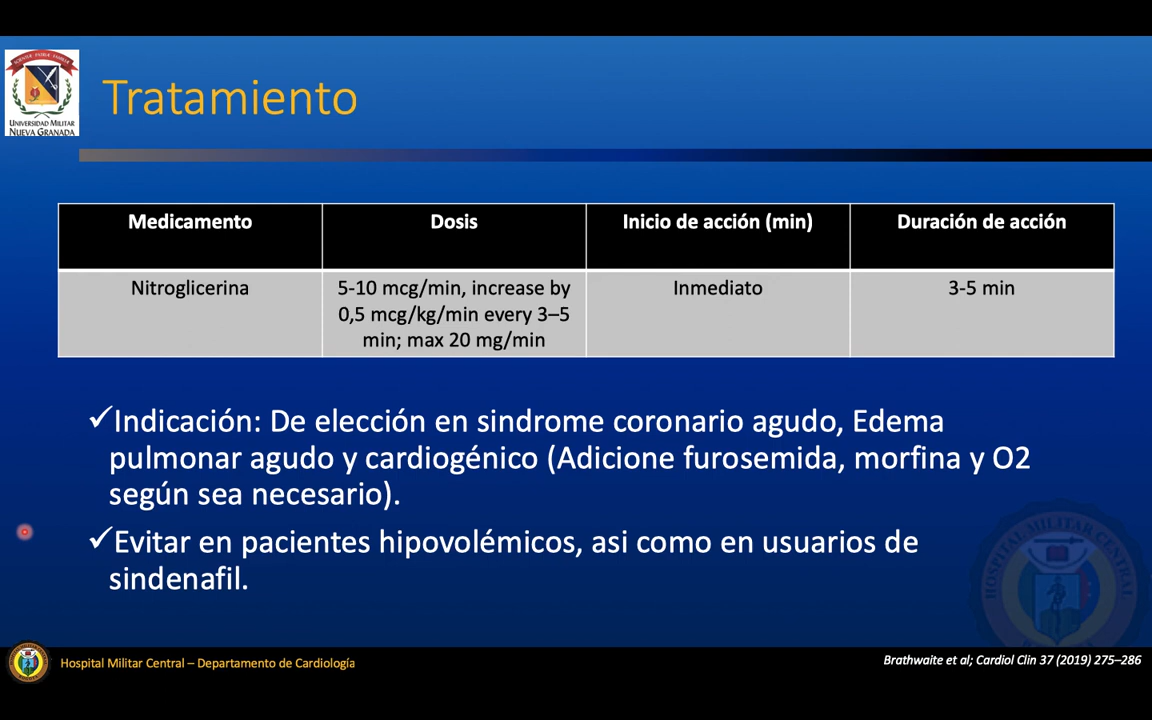 UNIVERSIDAD MILITAR
NUEVA GRANADA
Tratamiento
Medicamento
Dosis
Inicio de acción (min)
Duración de acción
Nitroglicerina
5-10 mcg/min, increase by
0,5 mcg/kg/min every 3–5
min; max 20 mg/min
Inmediato
3-5 min
✓Indicación: De elección en sindrome coronario agudo, Edema
pulmonar agudo y cardiogénico (Adicione furosemida, morfina y O2
según sea necesario).
✓Evitar en pacientes hipovolémicos, asi como en usuarios de
sindenafil.
HOSPITAL MILITAR CENTRAL
Hospital Militar Central – Departamento de Cardiología
Brathwaite et al; Cardiol Clin 37 (2019) 275–286